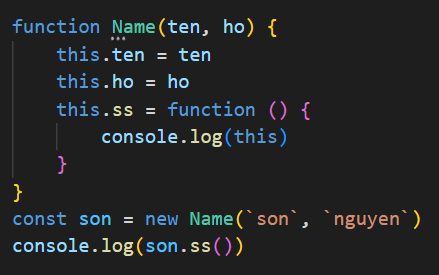 function Name(ten, ho) {
    this.ten = ten
    this.ho = ho
    this.ss = function () {
        console.log(this)
    }
}
const son = new Name(`son`, `nguyen`)
console.log(son.ss())